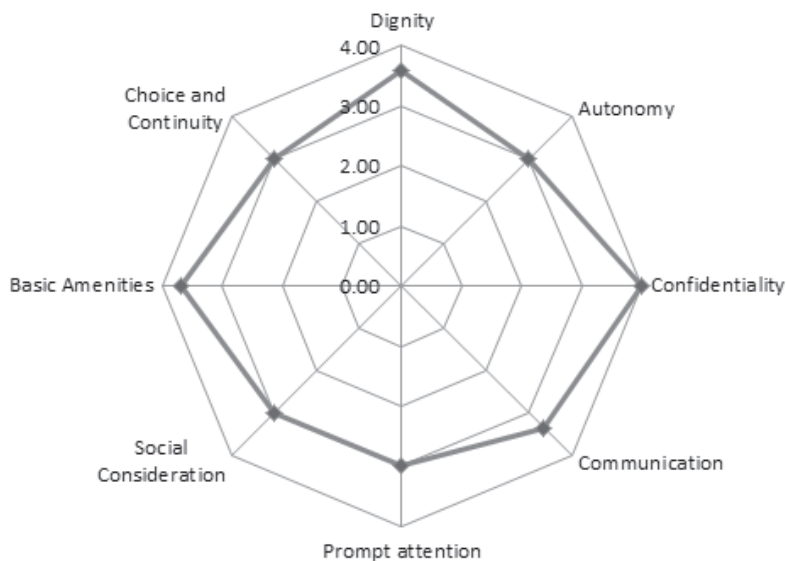 Dignity
4.00
Choice and
Continuity
Autonomy
3.00
2.00
1.00
Basic Amenities
0.00
Confidentiality
Social
Consideration
Communication
Prompt attention